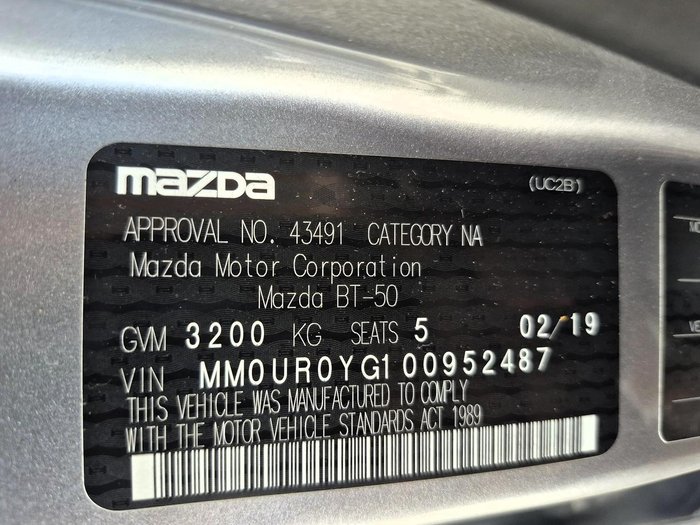 mazda
(UC2B)
APPROVAL NO. 43491 CATEGORY NA
Mazda Motor Corporation
Mazda BT-50
GVM 3200 KG SEATS 5 02/19
VIN MM0UR0YG100952487
THIS VEHICLE WAS MANUFACTURED TO COMPLY
WITH THE MOTOR VEHICLE STANDARDS ACT 1989